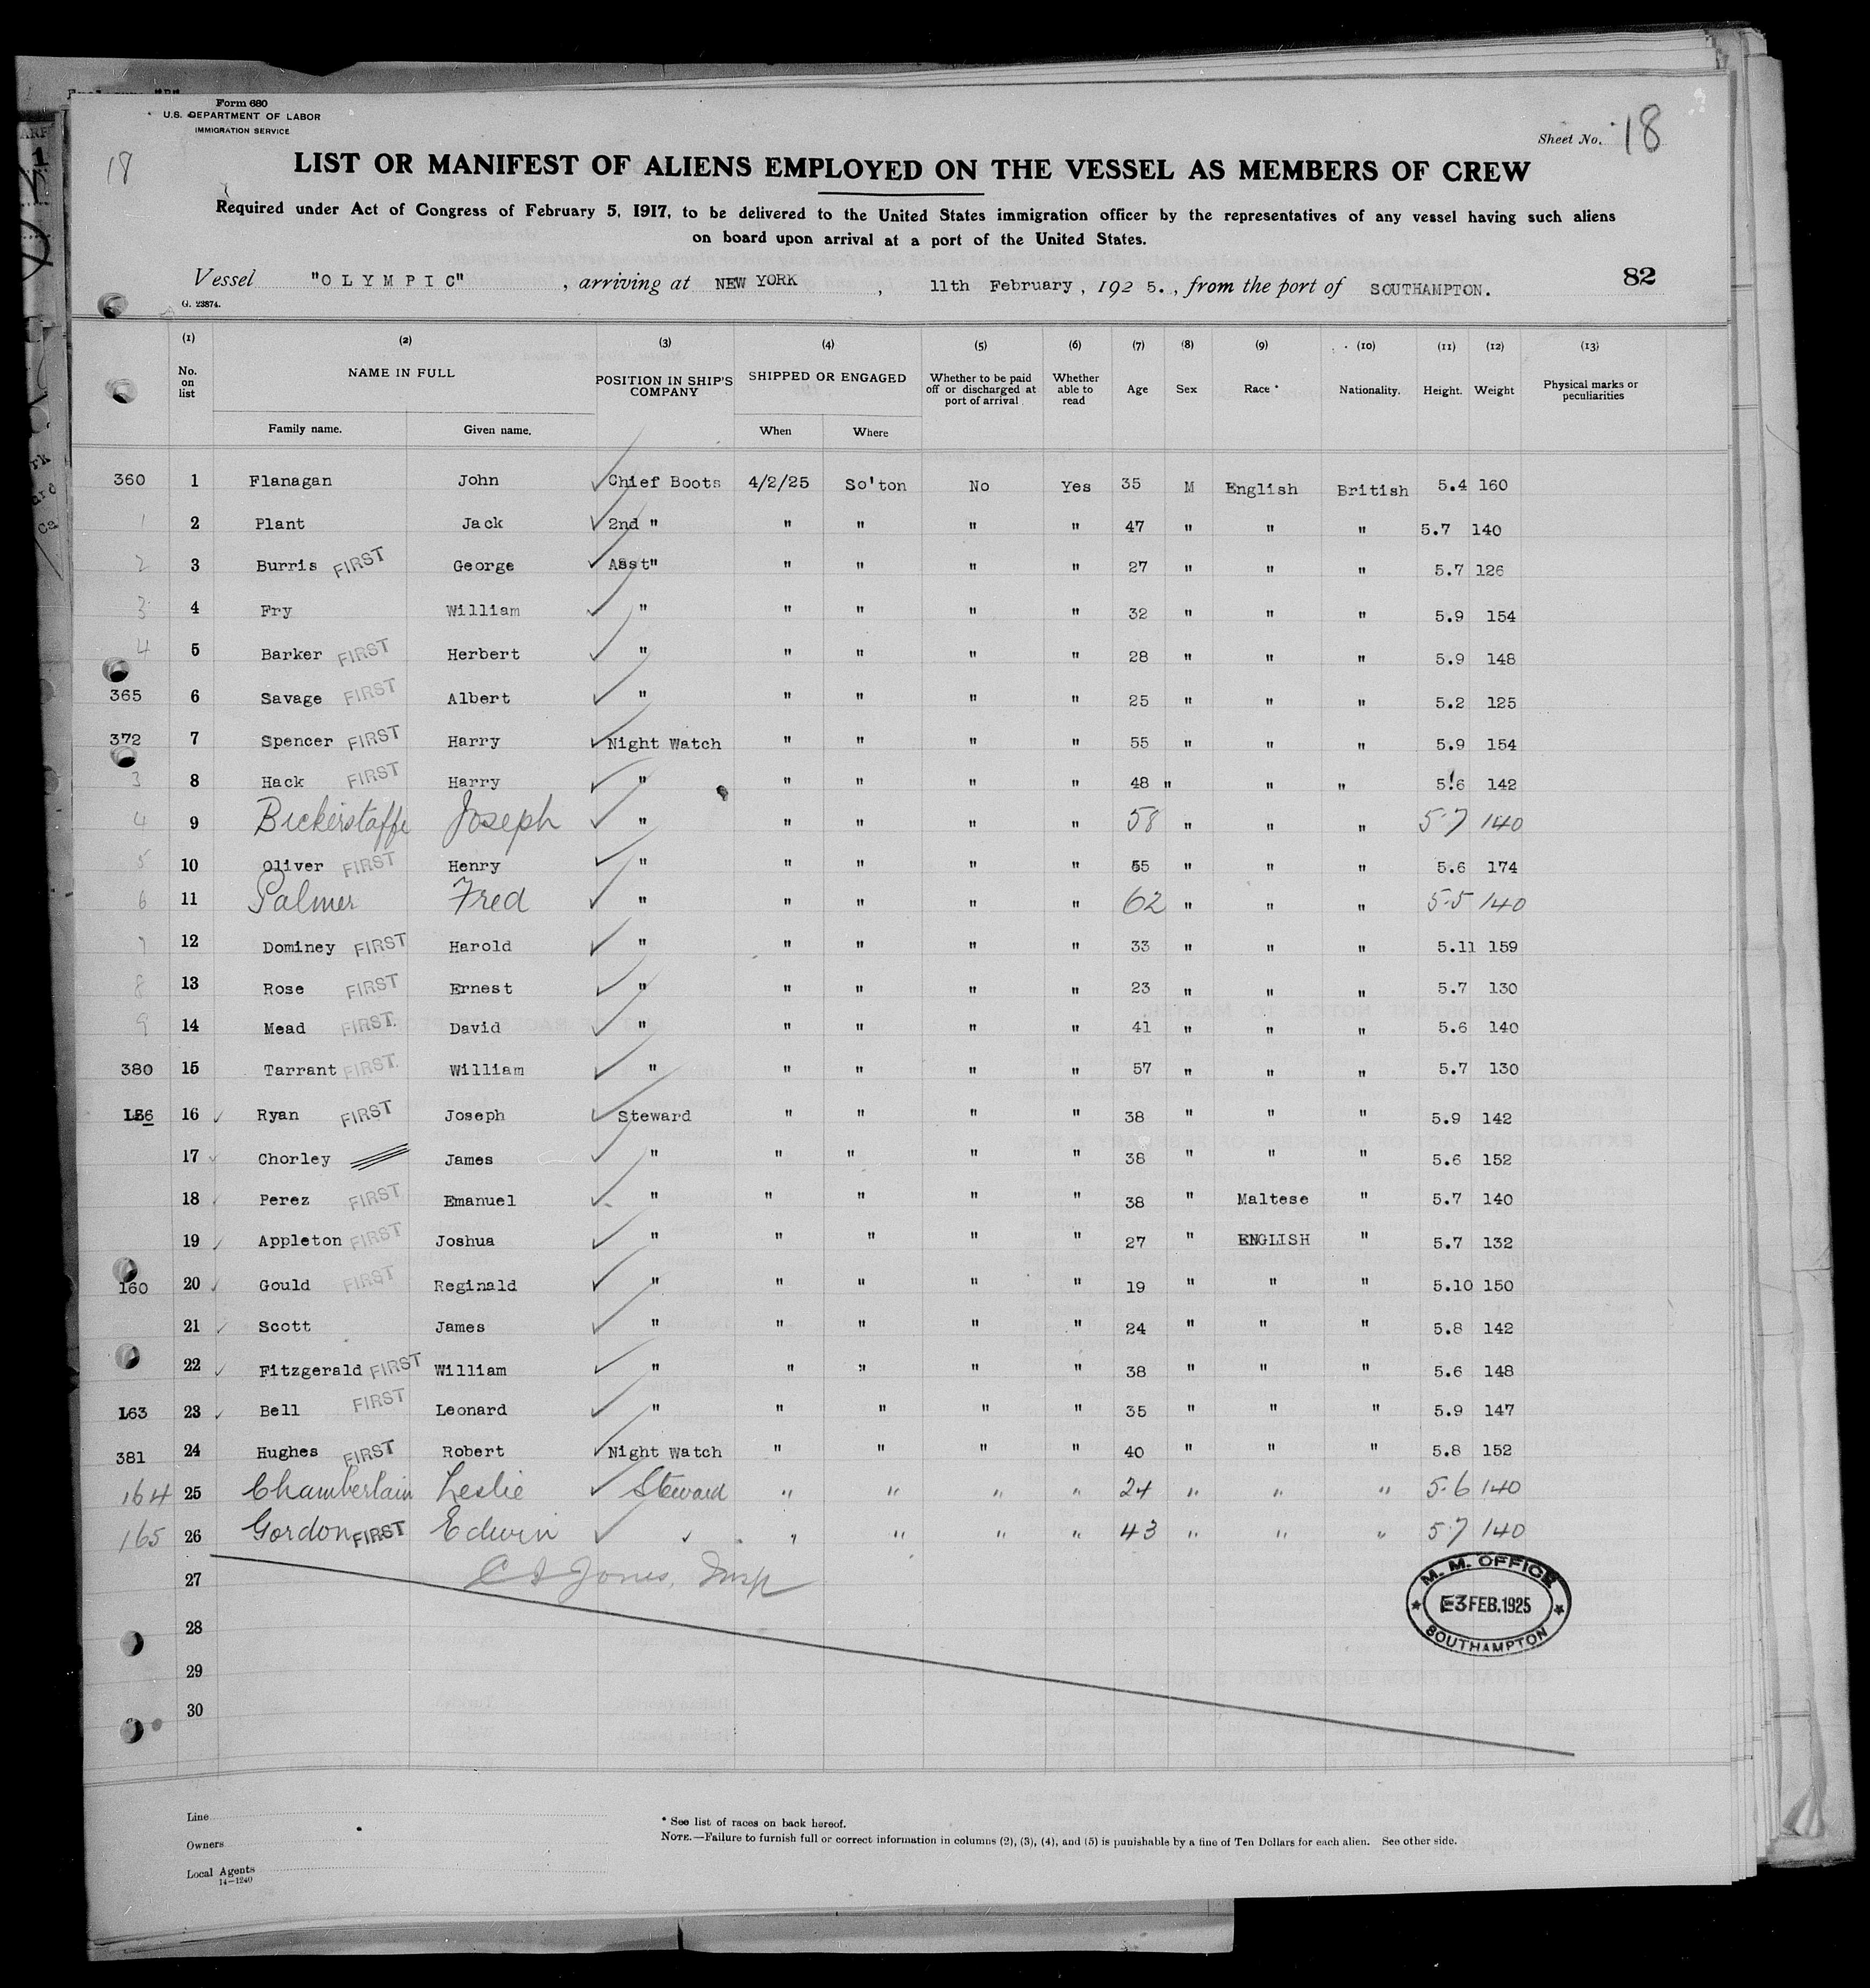 Form 680
U.S. DEPARTMENT OF LABOR
IMMIGRATION SERVICE
18
Sheet No. 18
LIST OR MANIFEST OF ALIENS EMPLOYED ON THE VESSEL AS MEMBERS OF CREW
Required under Act of Congress of February 5, 1917, to be delivered to the United States immigration officer by the representatives of any vessel having such aliens
on board upon arrival at a port of the United States.
Vessel "OLYMPIC", arriving at NEW YORK, 11th February, 1925., from the port of SOUTHAMPTON. 82
G. 23874.
(1) (2) (3) (4) (5) (6) (7) (8) (9) (10) (11) (12) (13)
No. on list NAME IN FULL POSITION IN SHIP'S COMPANY SHIPPED OR ENGAGED Whether to be paid off or discharged at port of arrival Whether able to read Age Sex Race * Nationality. Height. Weight Physical marks or peculiarities
Family name. Given name. When Where
360 1 Flanagan John Chief Boots 4/2/25 So'ton No Yes 35 M English British 5.4 160
1 2 Plant Jack 2nd " " " " " 47 " " " 5.7 140
2 3 Burris FIRST George Asst" " " " " 27 " " " 5.7 126
3 4 Fry William " " " " " 32 " " " 5.9 154
4 5 Barker FIRST Herbert " " " " " 28 " " " 5.9 148
365 6 Savage FIRST Albert " " " " " 25 " " " 5.2 125
372 7 Spencer FIRST Harry Night Watch " " " " 55 " " " 5.9 154
3 8 Hack FIRST Harry " " " " " 48 " " " 5.6 142
4 9 Bickerstaffe Joseph " " " " " 58 " " " 5.7 140
5 10 Oliver FIRST Henry " " " " " 55 " " " 5.6 174
6 11 Palmer Fred " " " " " 62 " " " 5.5 140
7 12 Dominey FIRST Harold " " " " " 33 " " " 5.11 159
8 13 Rose FIRST Ernest " " " " " 23 " " " 5.7 130
9 14 Mead FIRST. David " " " " " 41 " " " 5.6 140
380 15 Tarrant FIRST. William " " " " " 57 " " " 5.7 130
156 16 Ryan FIRST Joseph Steward " " " " 38 " " " 5.9 142
17 Chorley James " " " " " 38 " " " 5.6 152
18 Perez FIRST Emanuel " " " " " 38 " Maltese " 5.7 140
19 Appleton FIRST Joshua " " " " " 27 " ENGLISH " 5.7 132
160 20 Gould FIRST Reginald " " " " " 19 " " " 5.10 150
21 Scott James " " " " " 24 " " " 5.8 142
22 Fitzgerald FIRST William " " " " " 38 " " " 5.6 148
163 23 Bell FIRST Leonard " " " " " 35 " " " 5.9 147
381 24 Hughes FIRST Robert Night Watch " " " " 40 " " " 5.8 152
164 25 Chamberlain Leslie Steward " " " " 24 " " " 5.6 140
165 26 Gordon FIRST Edwin " " " " " 43 " " " 5.7 140
27 Jones, Insp
28
29
30
M. M. OFFICE
3 FEB. 1925
SOUTHAMPTON
Line
Owners
Local Agents
14—1240
* See list of races on back hereof.
NOTE.—Failure to furnish full or correct information in columns (2), (3), (4), and (5) is punishable by a fine of Ten Dollars for each alien. See other side.